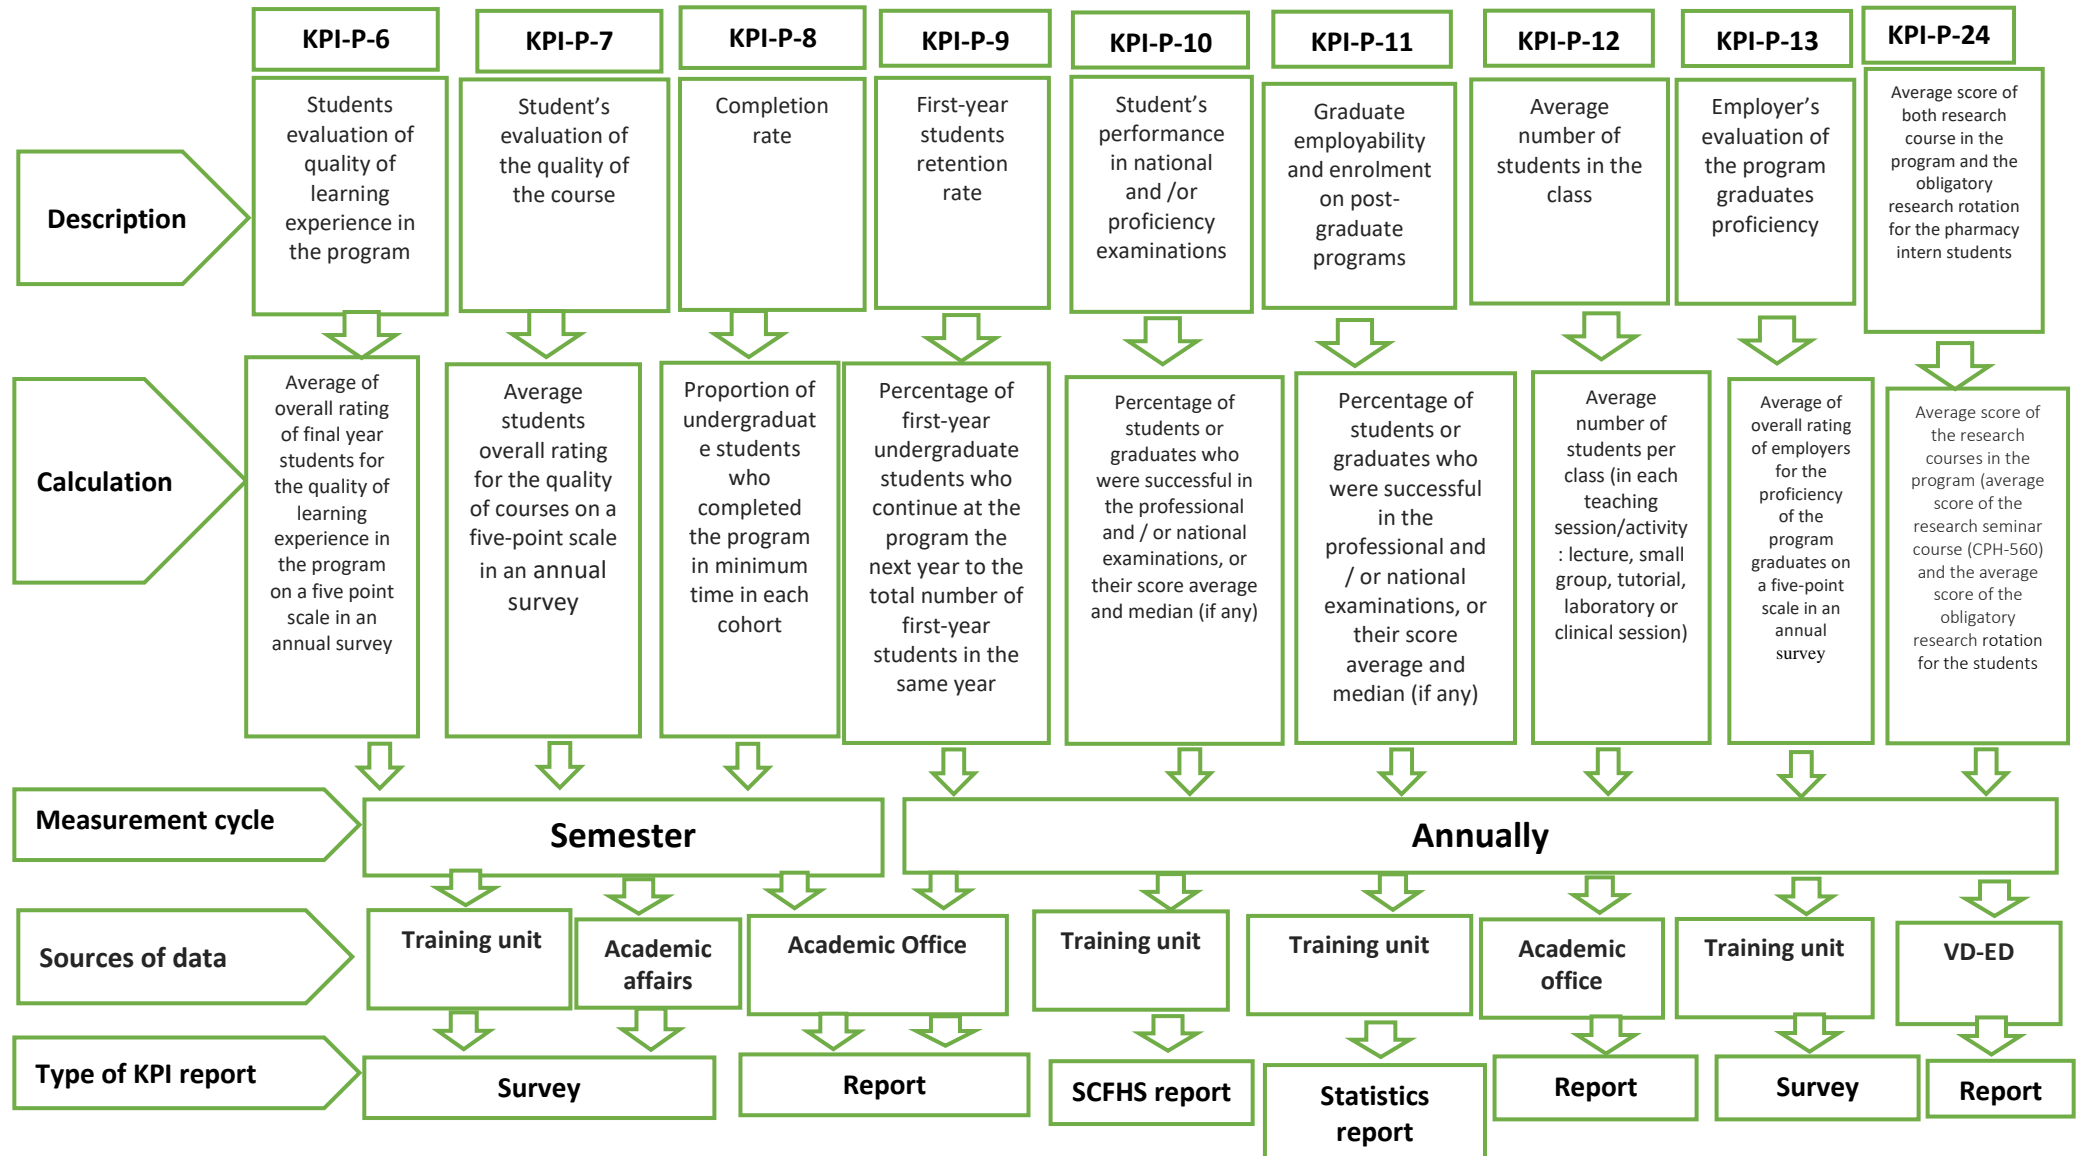 KPI-P-6
KPI-P-7
KPI-P-8
KPI-P-9
KPI-P-10
KPI-P-11
KPI-P-12
KPI-P-13
KPI-P-24
Description
Students
evaluation of
quality of
learning
experience in
the program
Student’s
evaluation of
the quality of
the course
Completion
rate
First-year
students
retention
rate
Student’s
performance
in national
and /or
proficiency
examinations
Graduate
employability
and enrolment
on post-
graduate
programs
Average
number of
students in the
class
Employer’s
evaluation of
the program
graduates
proficiency
Average score of
both research
course in the
program and the
obligatory
research rotation
for the pharmacy
intern students
Calculation
Average of
overall rating
of final year
students for
the quality of
learning
experience in
the program
on a five point
scale in an
annual survey
Average
students
overall rating
for the quality
of courses on a
five-point scale
in an annual
survey
Proportion of
undergraduat
e students
who
completed
the program
in minimum
time in each
cohort
Percentage of
first-year
undergraduate
students who
continue at the
program the
next year to the
total number of
first-year
students in the
same year
Percentage of
students or
graduates who
were successful in
the professional
and / or national
examinations, or
their score average
and median (if any)
Percentage of
students or
graduates who
were successful
in the
professional and
/ or national
examinations, or
their score
average and
median (if any)
Average
number of
students per
class (in each
teaching
session/activity
: lecture, small
group, tutorial,
laboratory or
clinical session)
Average of
overall rating
of employers
for the
proficiency
of the
program
graduates on
a five-point
scale in an
annual
survey
Average score of
the research
courses in the
program (average
score of the
research seminar
course (CPH-560)
and the average
score of the
obligatory
research rotation
for the students
Measurement cycle
Semester
Annually
Sources of data
Training unit
Academic
affairs
Academic Office
Training unit
Training unit
Academic
office
Training unit
VD-ED
Type of KPI report
Survey
Report
SCFHS report
Statistics
report
Report
Survey
Report